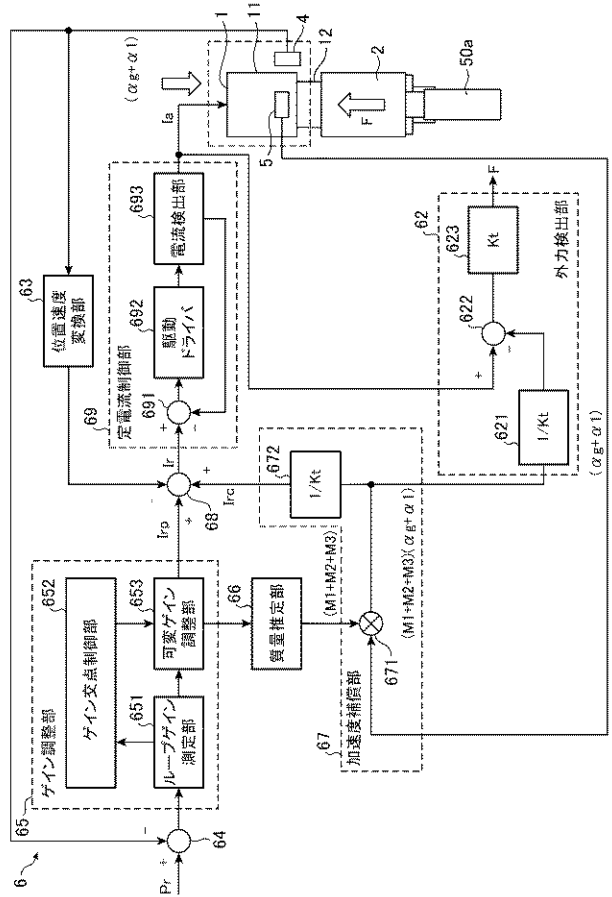 6
Pr
+
-
64
65
ゲイン調整部
652
ゲイン交点制御部
651
ループゲイン
測定部
653
可変ゲイン
調整部
66
質量推定部
67
加速度補償部
671
(M1+M2+M3)
(M1+M2+M3)(αg+α1)
672
1/Kt
Irc
+
Irp
+
-
68
Ir
63
位置速度
変換部
69
定電流制御部
691
+
-
692
駆動
ドライバ
693
電流検出部
Ia
(αg+α1)
1
11
4
12
5
2
F
50a
62
外力検出部
621
1/Kt
(αg+α1)
622
+
-
623
Kt
F